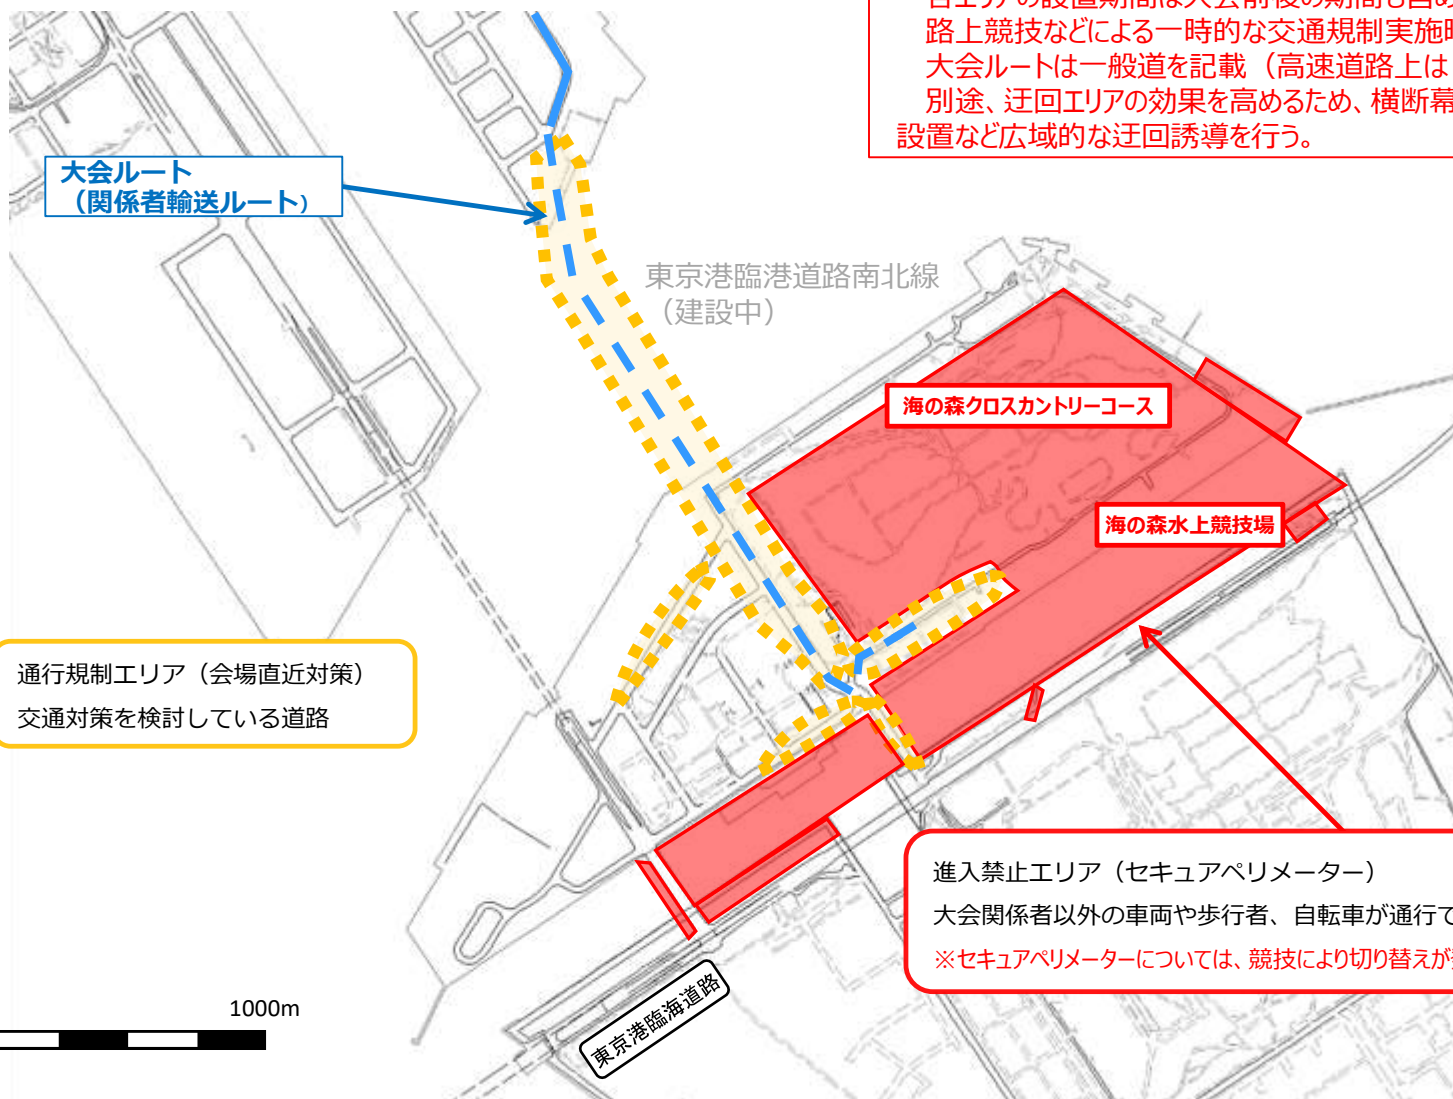 路上競技などによる一時的な交通規制実施時
大会ルートは一般道を記載（高速道路上は
別途、迂回エリアの効果を高めるため、横断幕
設置など広域的な迂回誘導を行う。
大会ルート
（関係者輸送ルート）
東京港臨港道路南北線
（建設中）
海の森クロスカントリーコース
海の森水上競技場
通行規制エリア（会場直近対策）
交通対策を検討している道路
進入禁止エリア（セキュアペリメーター）
大会関係者以外の車両や歩行者、自転車が通行で
※セキュアペリメーターについては、競技により切り替えが
東京港臨海道路
1000m